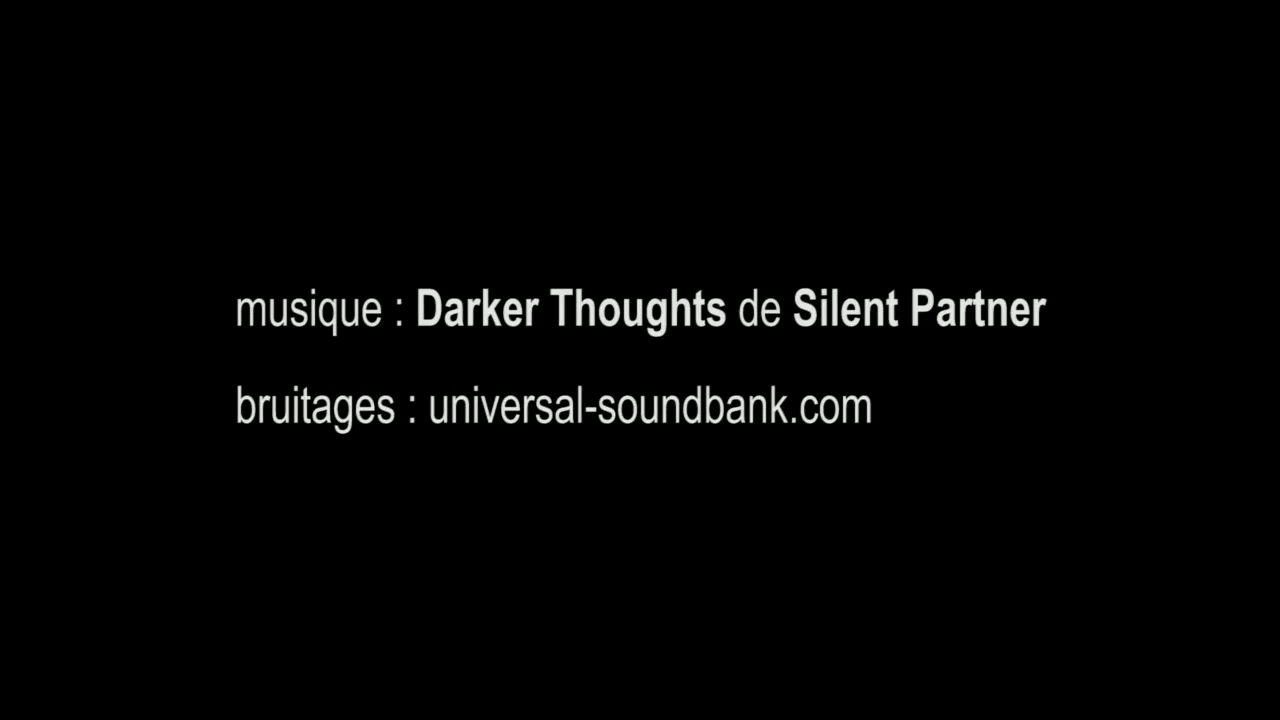 musique : Darker Thoughts de Silent Partner
bruitages : universal-soundbank.com